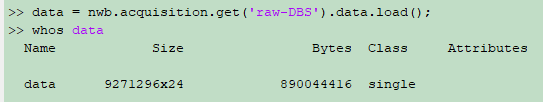 >> data = nwb.acquisition.get('raw-DBS').data.load();
>> whos data
Name Size Bytes Class Attributes
data 9271296x24 890044416 single